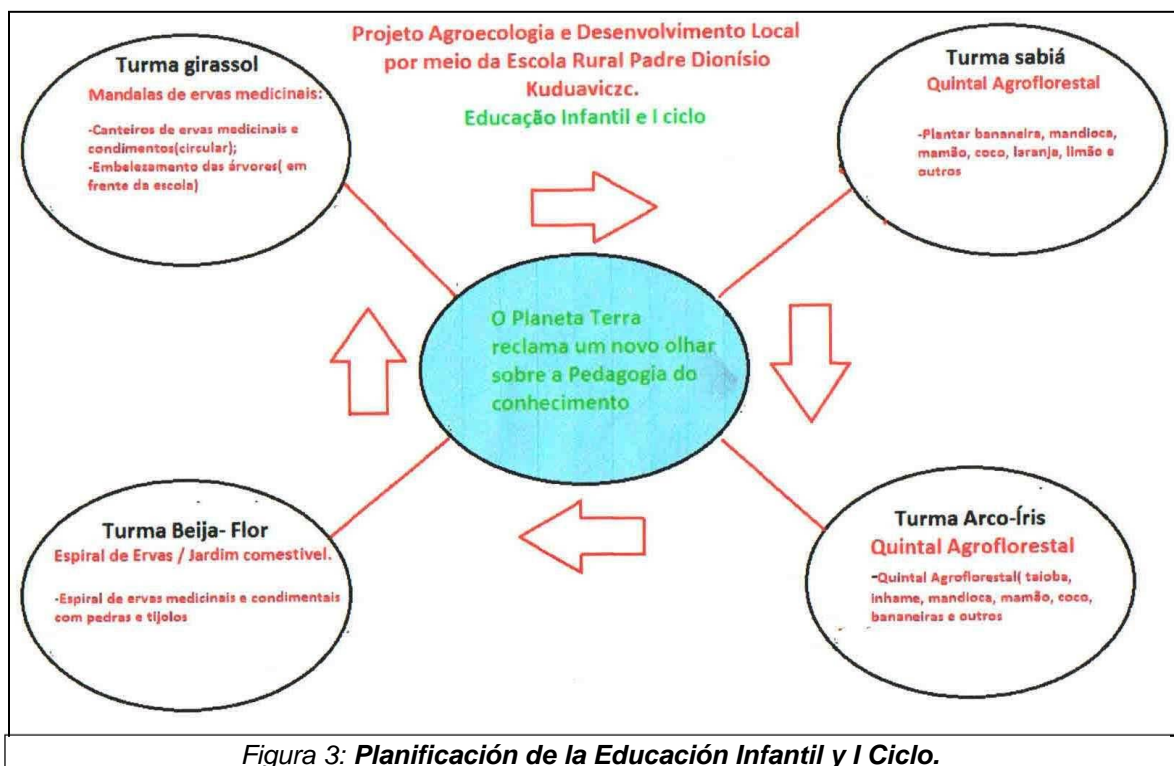 Projeto Agroecologia e Desenvolvimento Local
por meio da Escola Rural Padre Dionísio
Kuduaviczc.
Educação Infantil e I ciclo
Turma girassol
Mandalas de ervas medicinais:
-Canteiros de ervas medicinais e
condimentos(circular);
-Embelesamento das árvores( em
frente da escola)
Turma sabiá
Quintal Agroflorestal
-Plantar bananeira, mandioca,
mamão, coco, laranja, limão e
outros
O Planeta Terra
reclama um novo olhar
sobre a Pedagogia do
conhecimento
Turma Beija- Flor
Espiral de Ervas / Jardim comestivel.
-Espiral de ervas medicinais e condimentais
com pedras e tijolos
Turma Arco-Íris
Quintal Agroflorestal
-Quintal Agroflorestal( taioba,
inhame, mandioca, mamão, coco,
bananeiras e outros
Figura 3: Planificación de la Educación Infantil y I Ciclo.